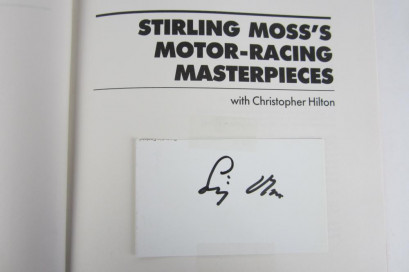 STIRLING MOSS'S
MOTOR-RACING
MASTERPIECES
with Christopher Hilton